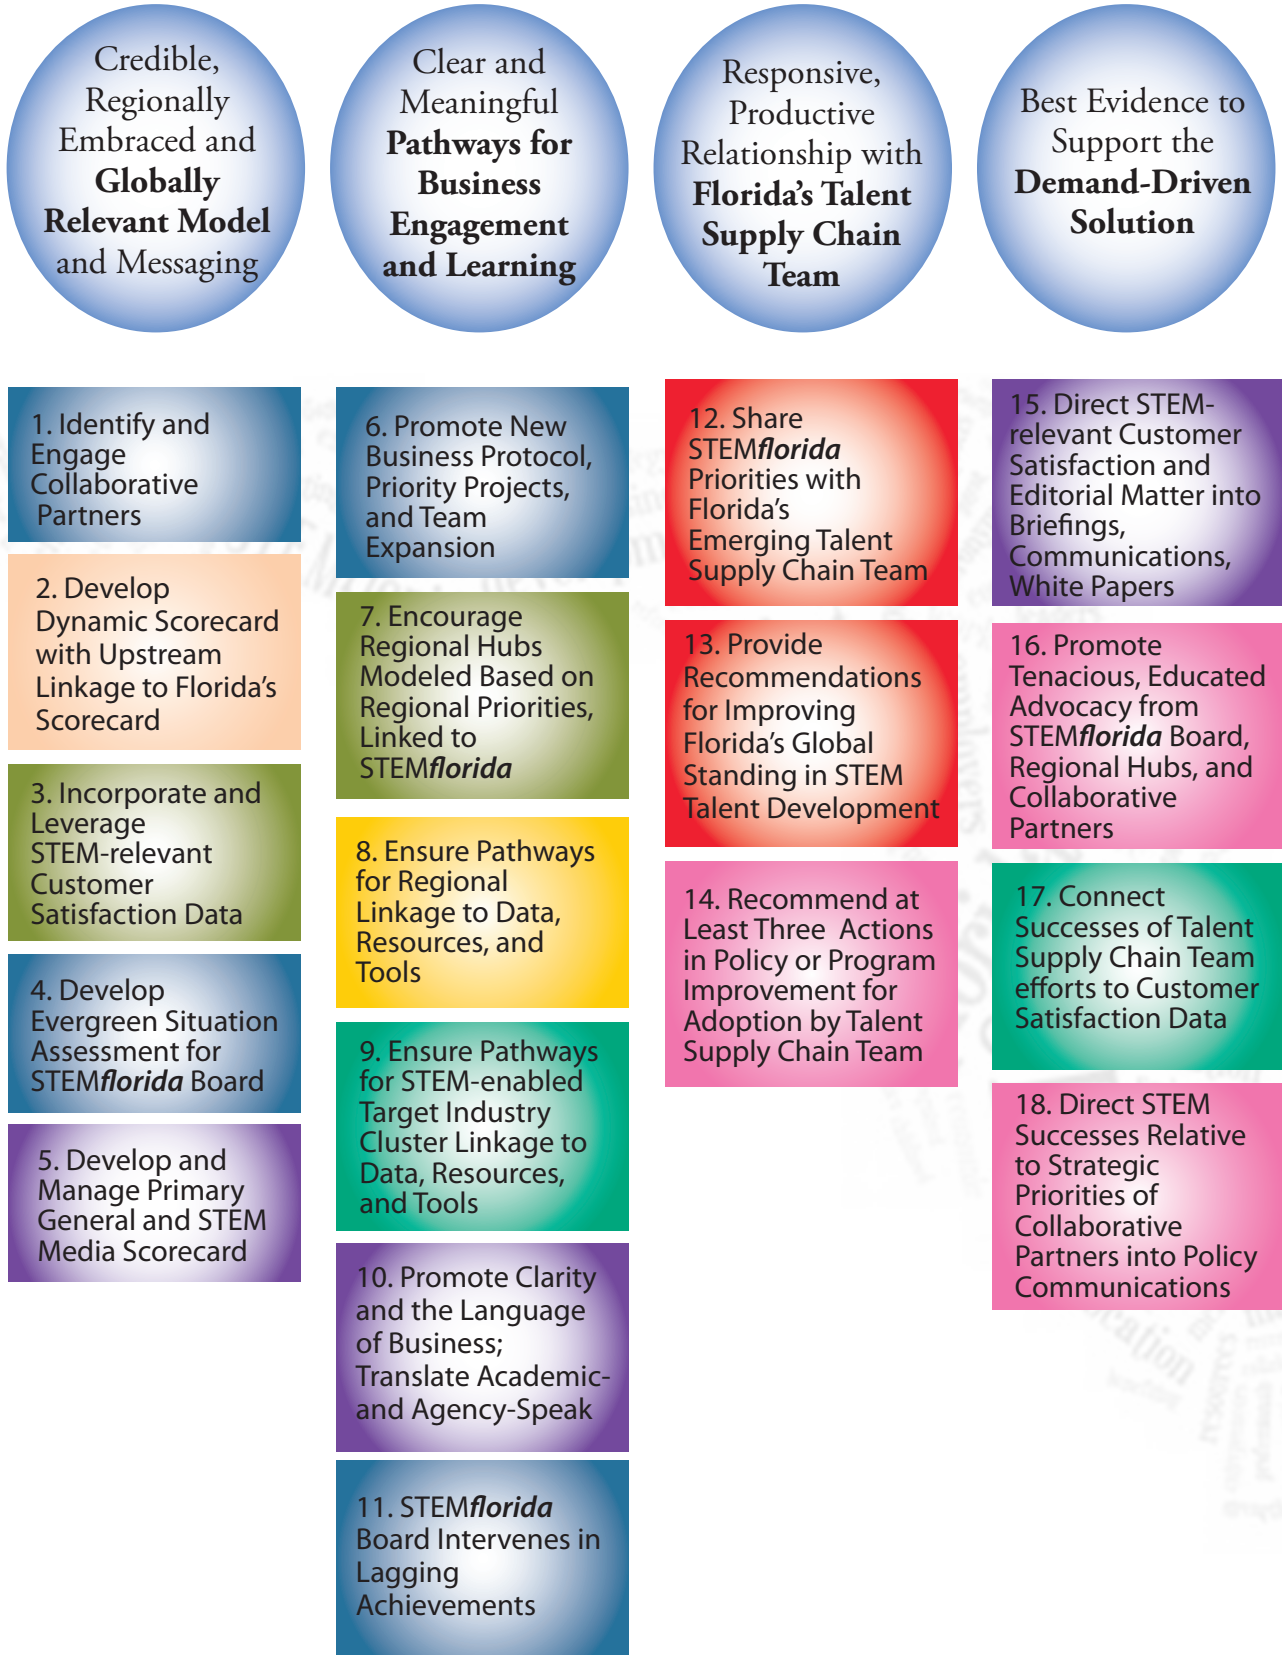 Credible,
Regionally
Embraced and
Globally
Relevant Model
and Messaging
Clear and
Meaningful
Pathways for
Business
Engagement
and Learning
Responsive,
Productive
Relationship with
Florida's Talent
Supply Chain
Team
Best Evidence to
Support the
Demand-Driven
Solution
1. Identify and
Engage
Collaborative
Partners
2. Develop
Dynamic Scorecard
with Upstream
Linkage to Florida's
Scorecard
3. Incorporate and
Leverage
STEM-relevant
Customer
Satisfaction Data
4. Develop
Evergreen Situation
Assessment for
STEMflorida Board
5. Develop and
Manage Primary
General and STEM
Media Scorecard
6. Promote New
Business Protocol,
Priority Projects,
and Team
Expansion
7. Encourage
Regional Hubs
Modeled Based on
Regional Priorities,
Linked to
STEMflorida
8. Ensure Pathways
for Regional
Linkage to Data,
Resources, and
Tools
9. Ensure Pathways
for STEM-enabled
Target Industry
Cluster Linkage to
Data, Resources,
and Tools
10. Promote Clarity
and the Language
of Business;
Translate Academic-
and Agency-Speak
11. STEMflorida
Board Intervenes in
Lagging
Achievements
12. Share
STEMflorida
Priorities with
Florida's
Emerging Talent
Supply Chain Team
13. Provide
Recommendations
for Improving
Florida's Global
Standing in STEM
Talent Development
14. Recommend at
Least Three Actions
in Policy or Program
Improvement for
Adoption by Talent
Supply Chain Team
15. Direct STEM-
relevant Customer
Satisfaction and
Editorial Matter into
Briefings,
Communications,
White Papers
16. Promote
Tenacious, Educated
Advocacy from
STEMflorida Board,
Regional Hubs, and
Collaborative
Partners
17. Connect
Successes of Talent
Supply Chain Team
efforts to Customer
Satisfaction Data
18. Direct STEM
Successes Relative
to Strategic
Priorities of
Collaborative
Partners into Policy
Communications